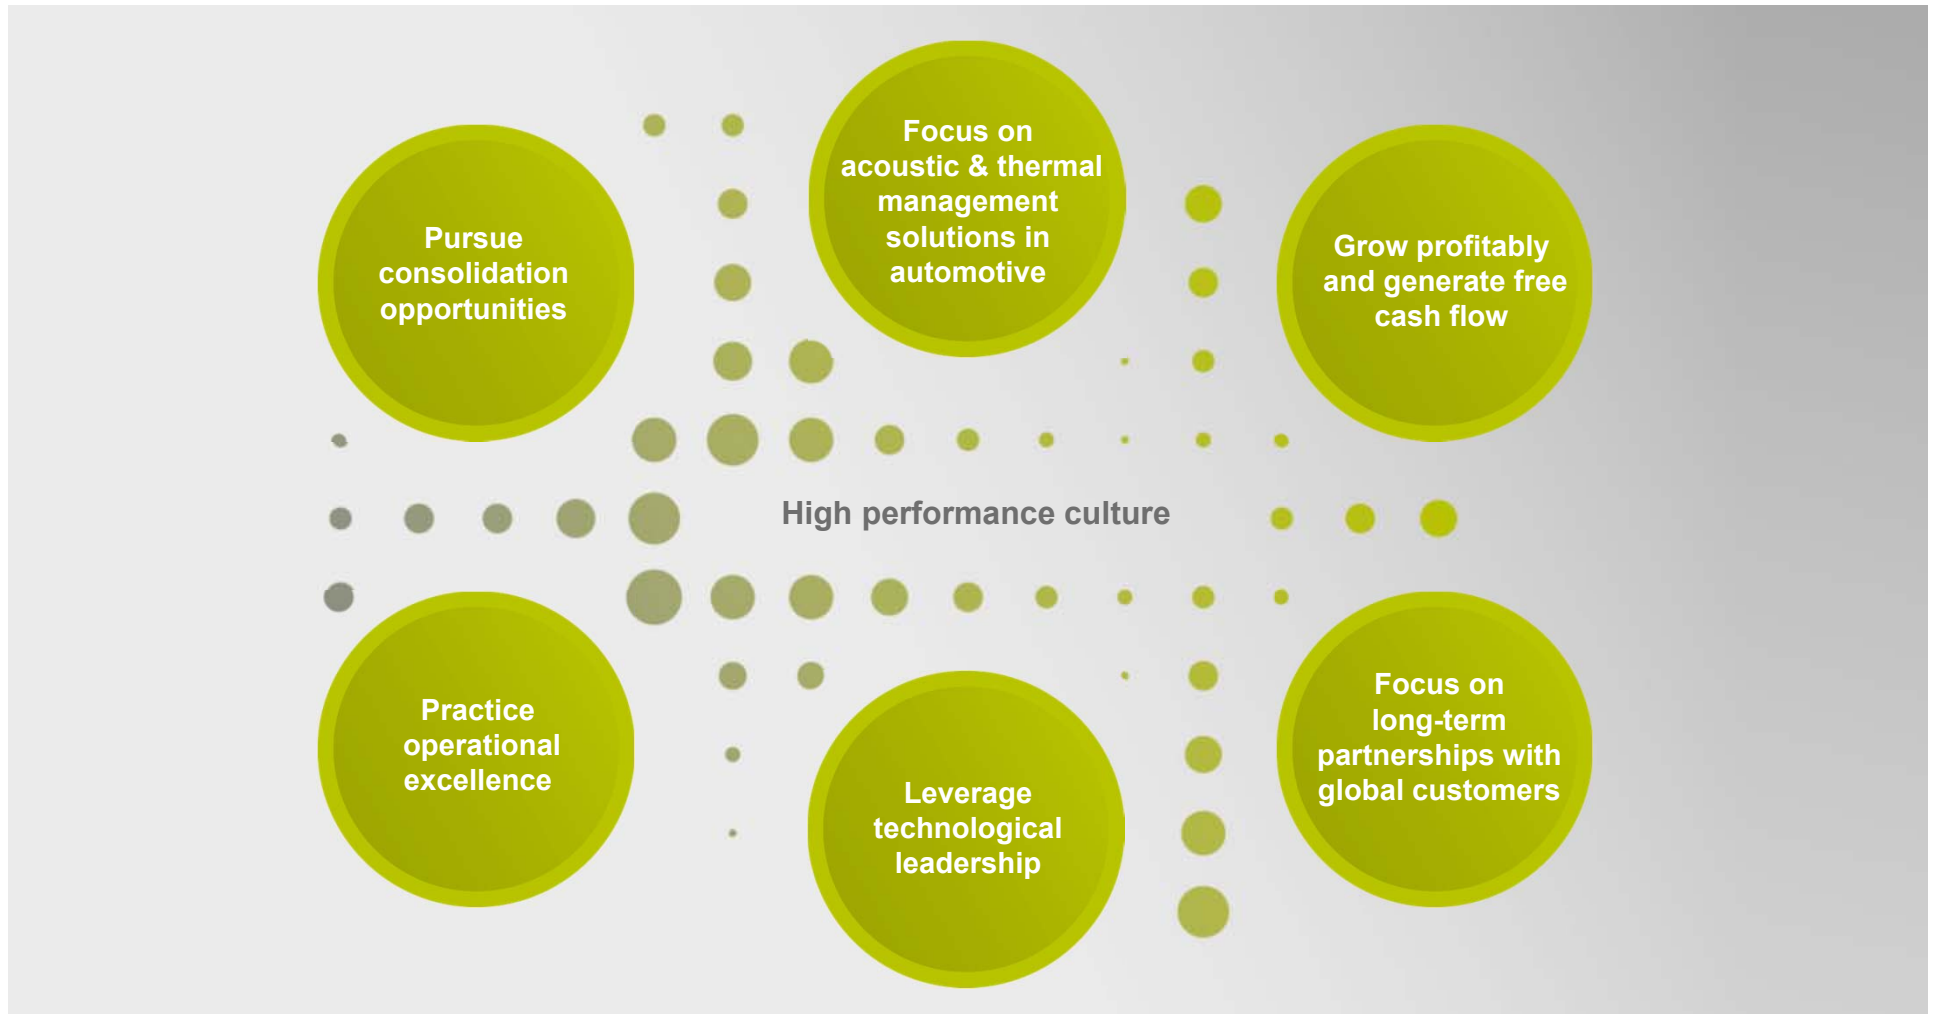 Focus on
acoustic & thermal
management
solutions in
automotive
Pursue
consolidation
opportunities
Grow profitably
and generate free
cash flow
High performance culture
Practice
operational
excellence
Leverage
technological
leadership
Focus on
long-term
partnerships with
global customers